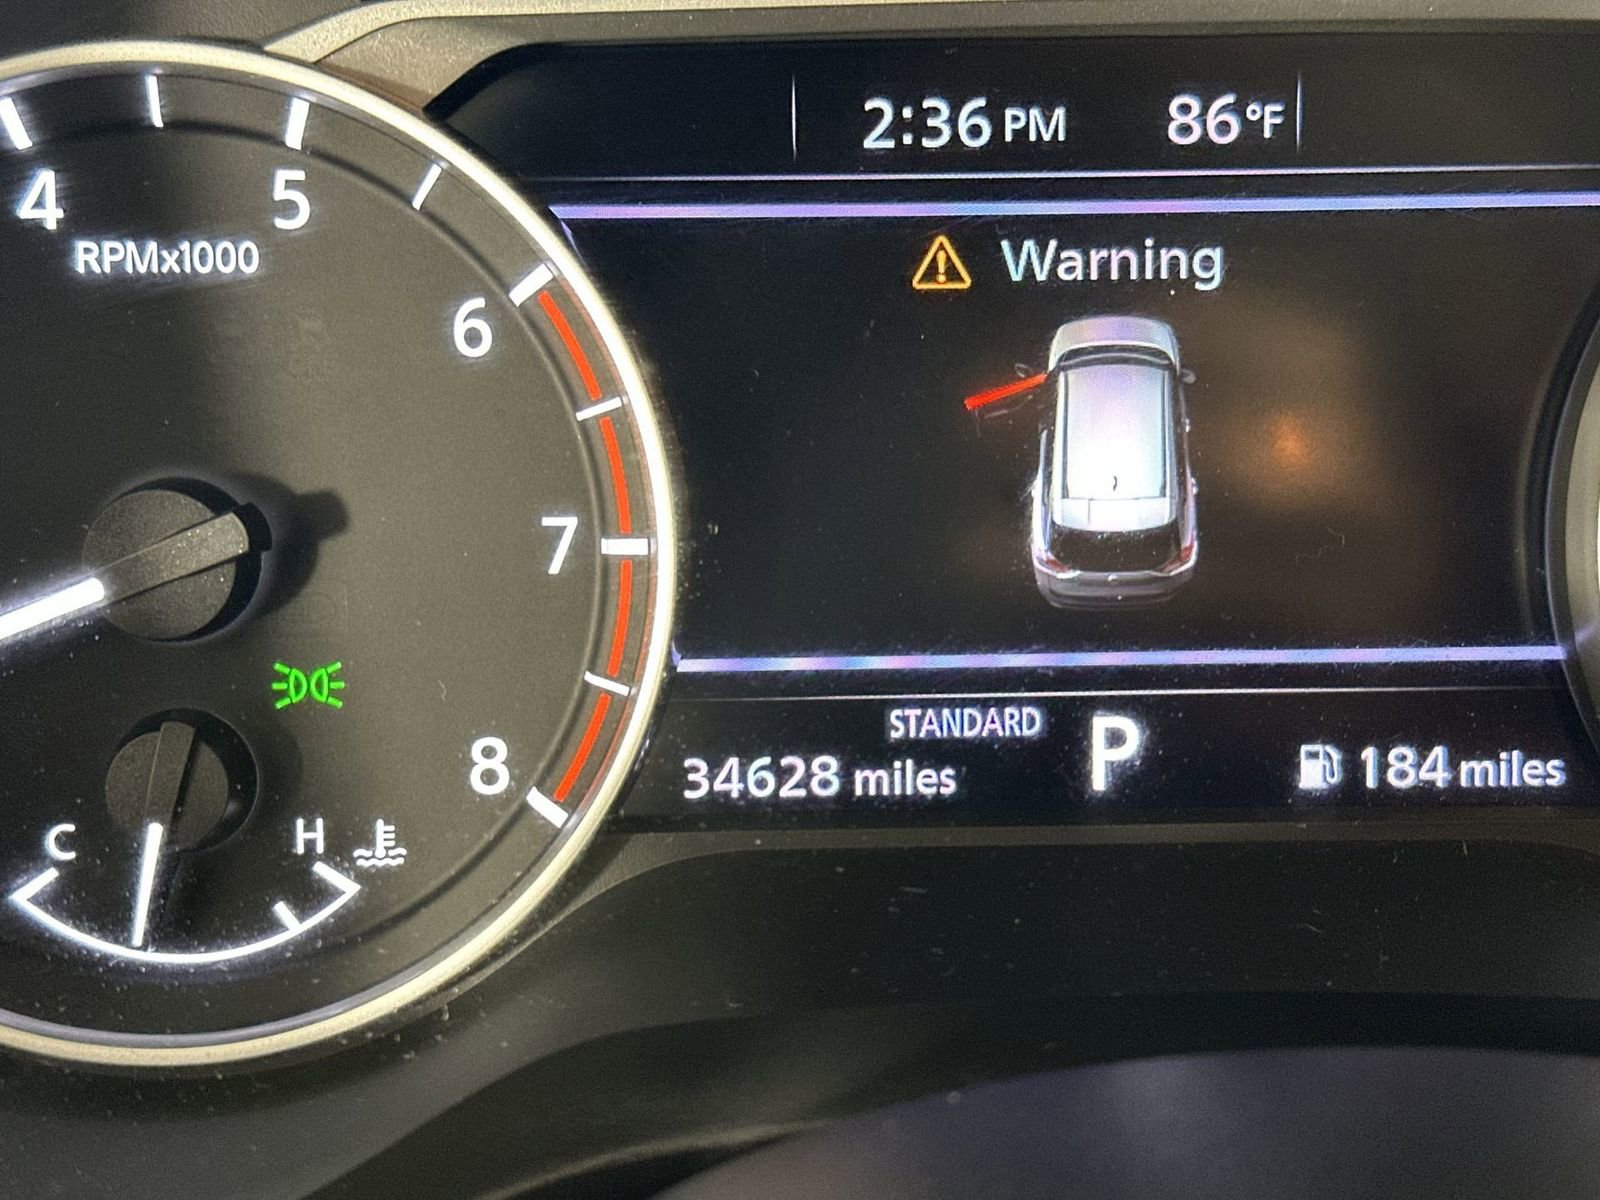 4
5
RPMx1000
6
7
8
C
H
2:36 PM 86°F
Warning
STANDARD
34628 miles
P
184 miles